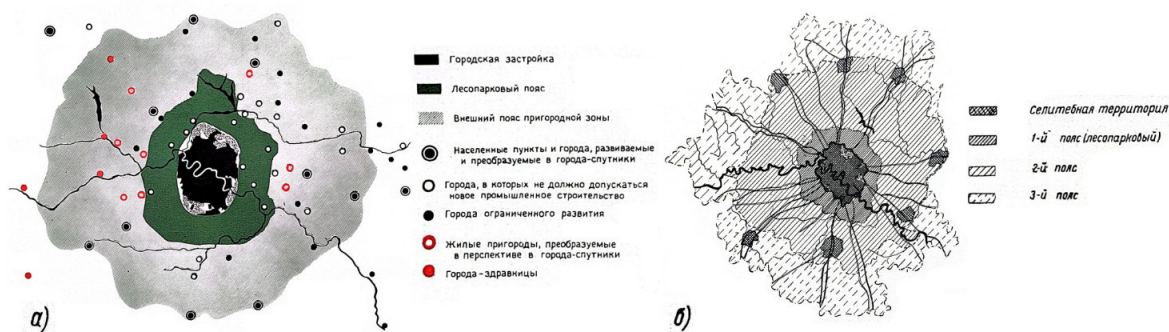 Городская застройка
Лесопарковый пояс
Внешний пояс пригородной зоны
Населенные пункты и города, развиваемые
и преобразуемые в города-спутники
Города, в которых не должно допускаться
новое промышленное строительство
Города ограниченного развития
Жилые пригороды, преобразуемые
в перспективе в города-спутники
Города-здравницы
а)
Селитебная территория
1-й пояс (лесопарковый)
2-й пояс
3-й пояс
б)